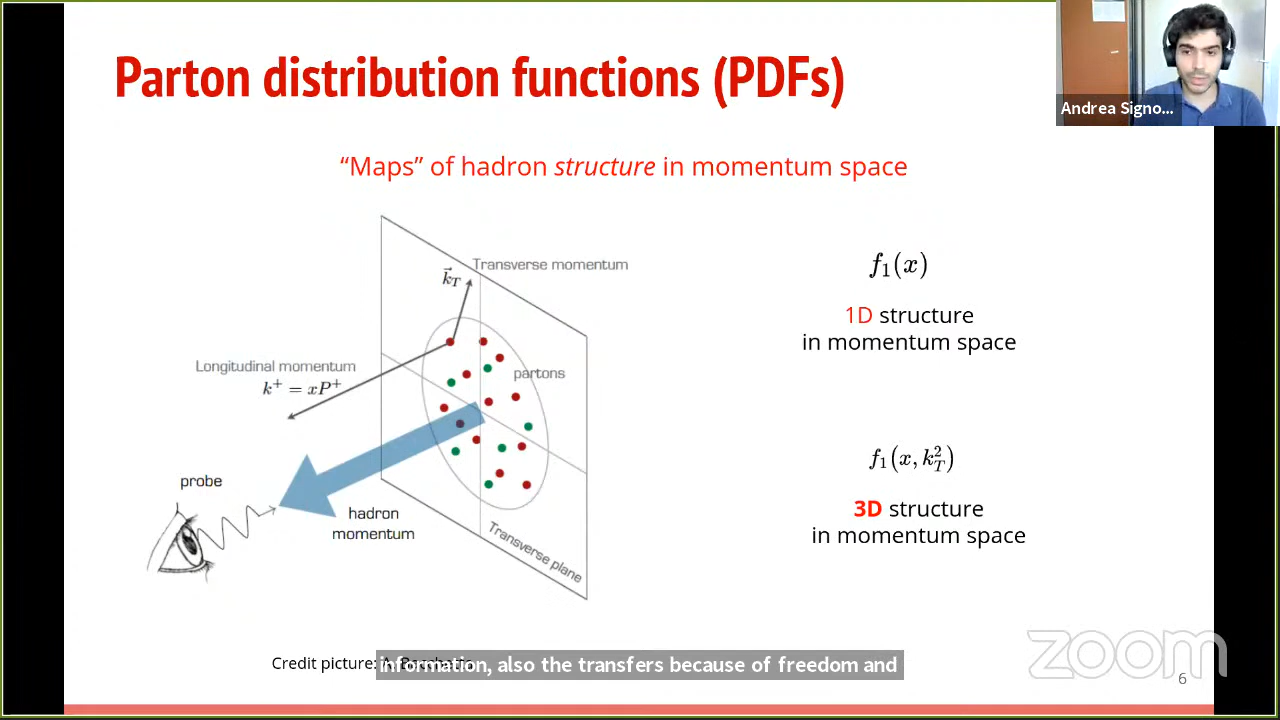 Parton distribution functions (PDFs)
Andrea Signo...
“Maps” of hadron structure in momentum space
Transverse momentum
k⃗_T
f₁(x)
1D structure
in momentum space
Longitudinal momentum
k⁺ = xP⁺
partons
f₁(x, k_T²)
3D structure
in momentum space
probe
hadron
momentum
Transverse plane
Credit picture:
information, also the transfers because of freedom and
zoom
6